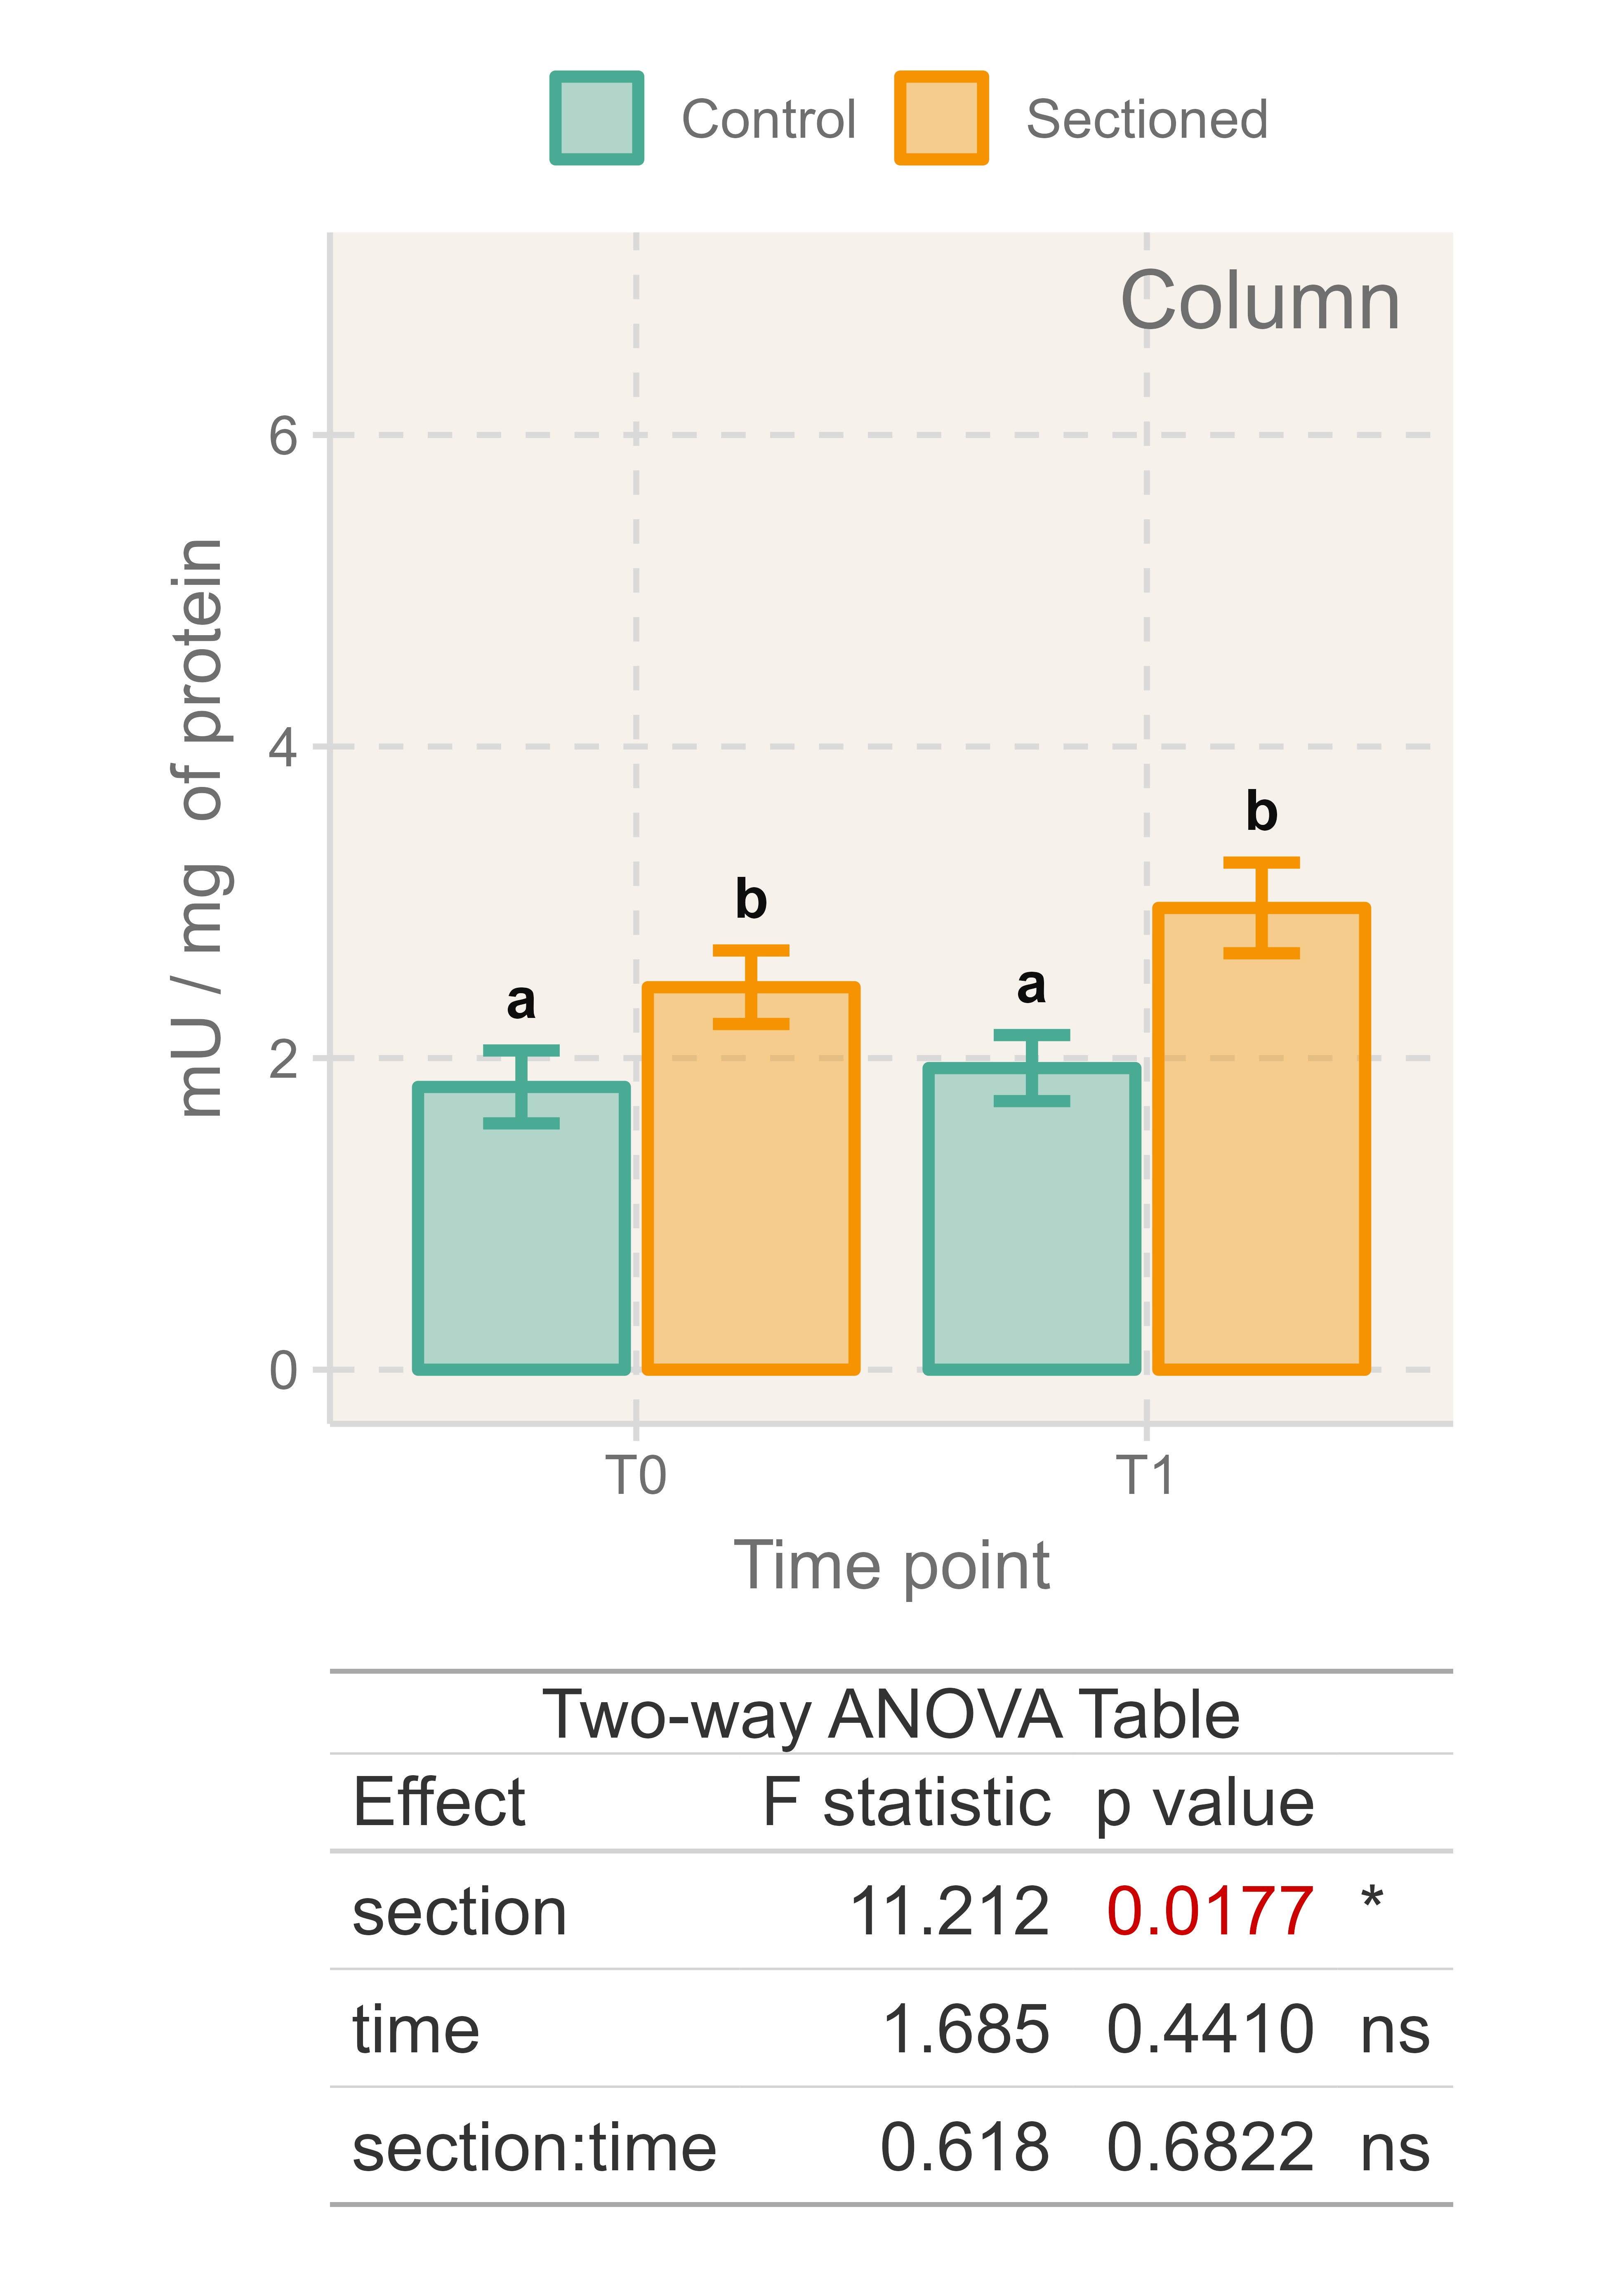 Control Sectioned
Column
6
4
2
0
mU / mg of protein
b
b
a
a
T0 T1
Time point
Two-way ANOVA Table
Effect F statistic p value
section 11.212 0.0177 *
time 1.685 0.4410 ns
section:time 0.618 0.6822 ns